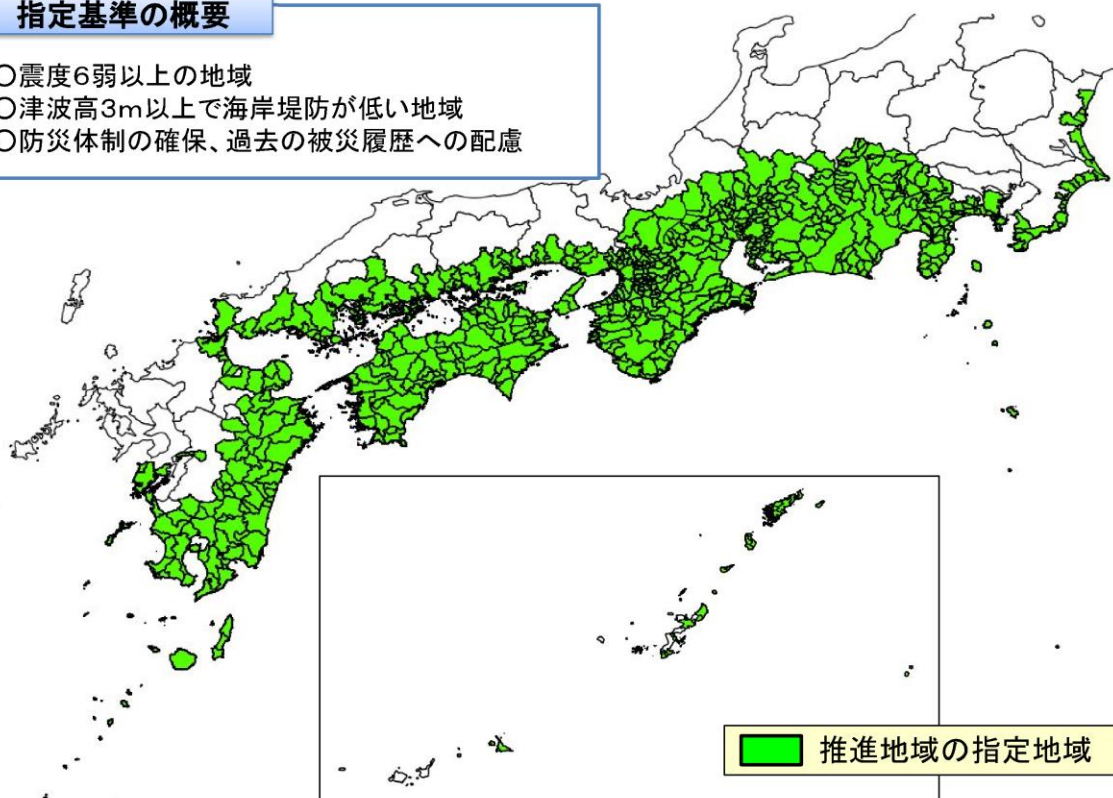 指定基準の概要
○震度6弱以上の地域
○津波高3m以上で海岸堤防が低い地域
○防災体制の確保、過去の被災履歴への配慮
推進地域の指定地域